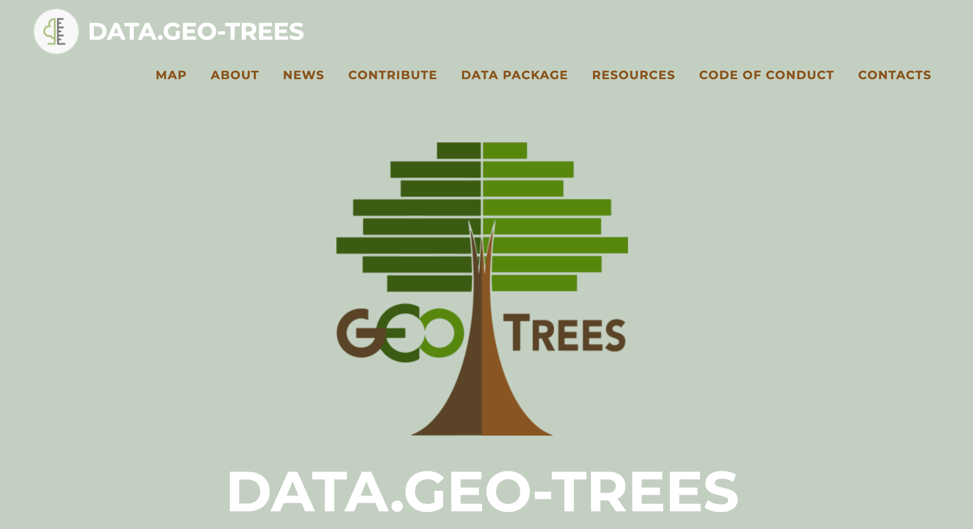 DATA.GEO-TREES
MAP ABOUT NEWS CONTRIBUTE DATA PACKAGE RESOURCES CODE OF CONDUCT CONTACTS
GEO TREES
DATA.GEO-TREES